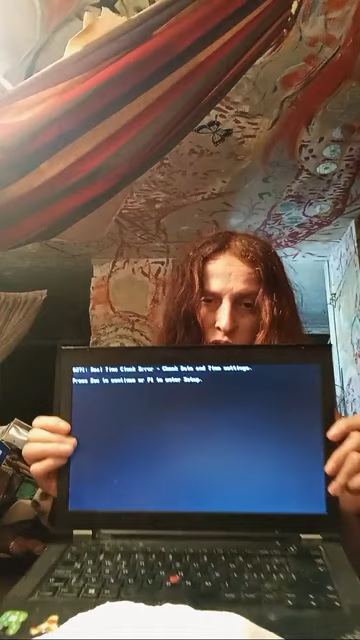 0271: Real Time Clock Error - Check Date and Time settings.
Press Esc to continue or F1 to enter Setup.